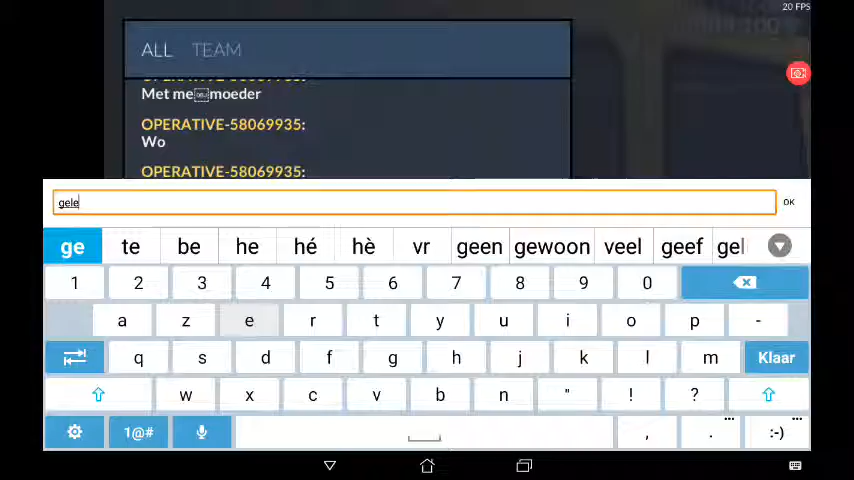 20 FPS
ALL TEAM
OPERATIVE-58069935:
Met me￼moeder
OPERATIVE-58069935:
Wo
OPERATIVE-58069935:
gele OK
ge te be he hé hè vr geen gewoon veel geef gel
1 2 3 4 5 6 7 8 9 0
a z e r t y u i o p -
q s d f g h j k l m Klaar
w x c v b n " ! ?
1@# , . :-)